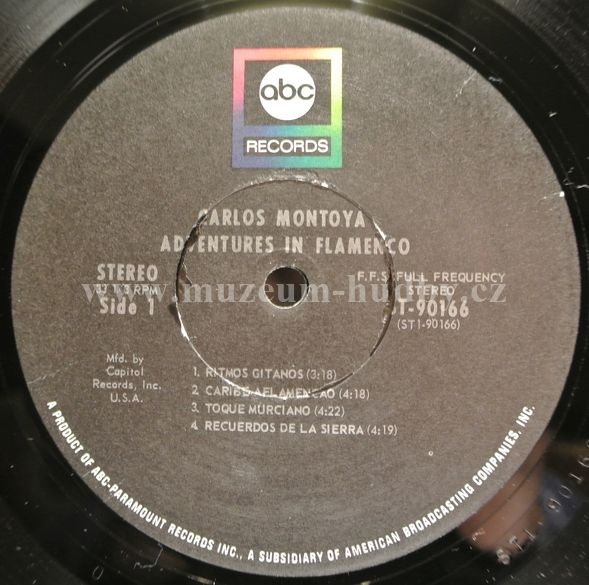 abc
RECORDS
CARLOS MONTOYA
ADVENTURES IN FLAMENCO
STEREO
33 1/3 RPM
Side 1
F.F.S. FULL FREQUENCY
STEREO
ST-90166
(ST1-90166)
www.muzeum-hudby.cz
Mfd. by
Capitol
Records, Inc.
U.S.A.
1. RITMOS GITANOS (3:18)
2. CARIBE AFLAMENCAO (4:18)
3. TOQUE MURCIANO (4:22)
4. RECUERDOS DE LA SIERRA (4:19)
A PRODUCT OF ABC-PARAMOUNT RECORDS INC., A SUBSIDIARY OF AMERICAN BROADCASTING COMPANIES, INC.